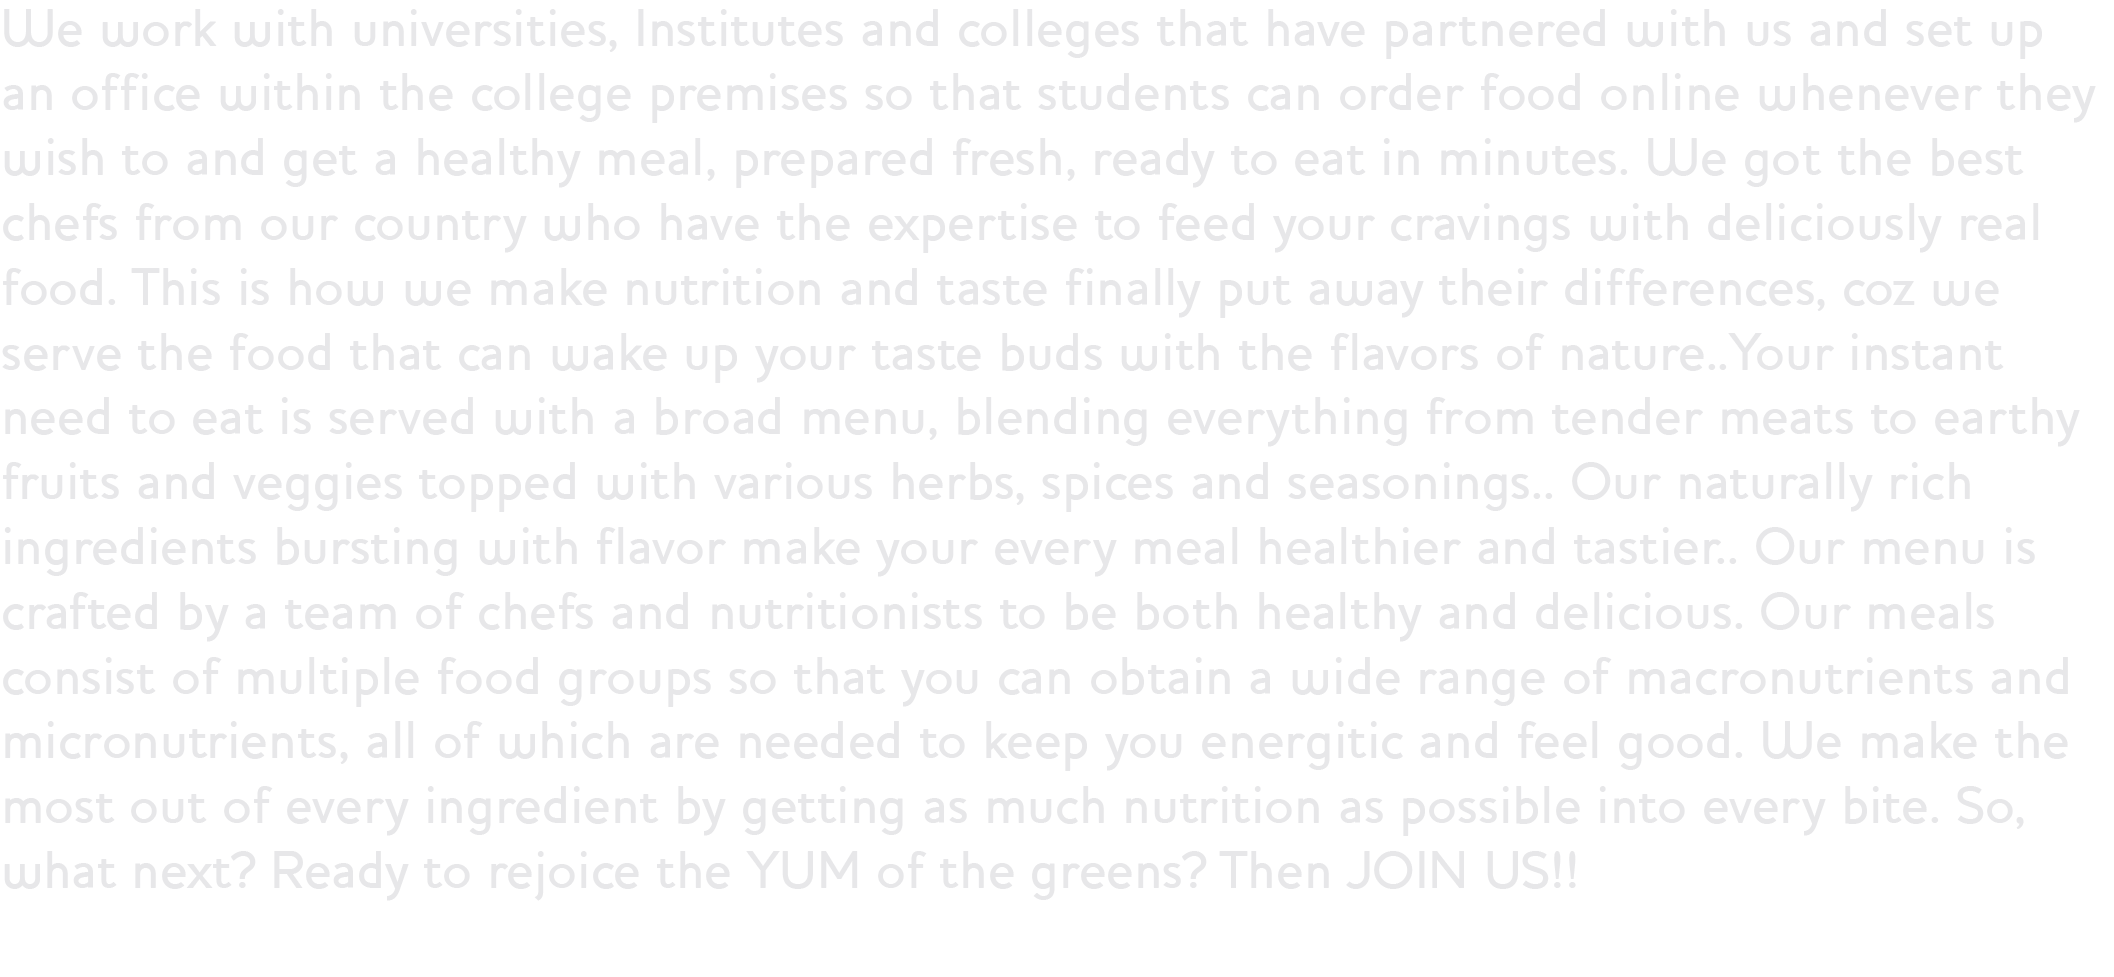 We work with universities, Institutes and colleges that have partnered with us and set up
an office within the college premises so that students can order food online whenever they
wish to and get a healthy meal, prepared fresh, ready to eat in minutes. We got the best
chefs from our country who have the expertise to feed your cravings with deliciously real
food. This is how we make nutrition and taste finally put away their differences, coz we
serve the food that can wake up your taste buds with the flavors of nature..Your instant
need to eat is served with a broad menu, blending everything from tender meats to earthy
fruits and veggies topped with various herbs, spices and seasonings.. Our naturally rich
ingredients bursting with flavor make your every meal healthier and tastier.. Our menu is
crafted by a team of chefs and nutritionists to be both healthy and delicious. Our meals
consist of multiple food groups so that you can obtain a wide range of macronutrients and
micronutrients, all of which are needed to keep you energitic and feel good. We make the
most out of every ingredient by getting as much nutrition as possible into every bite. So,
what next? Ready to rejoice the YUM of the greens? Then JOIN US!!